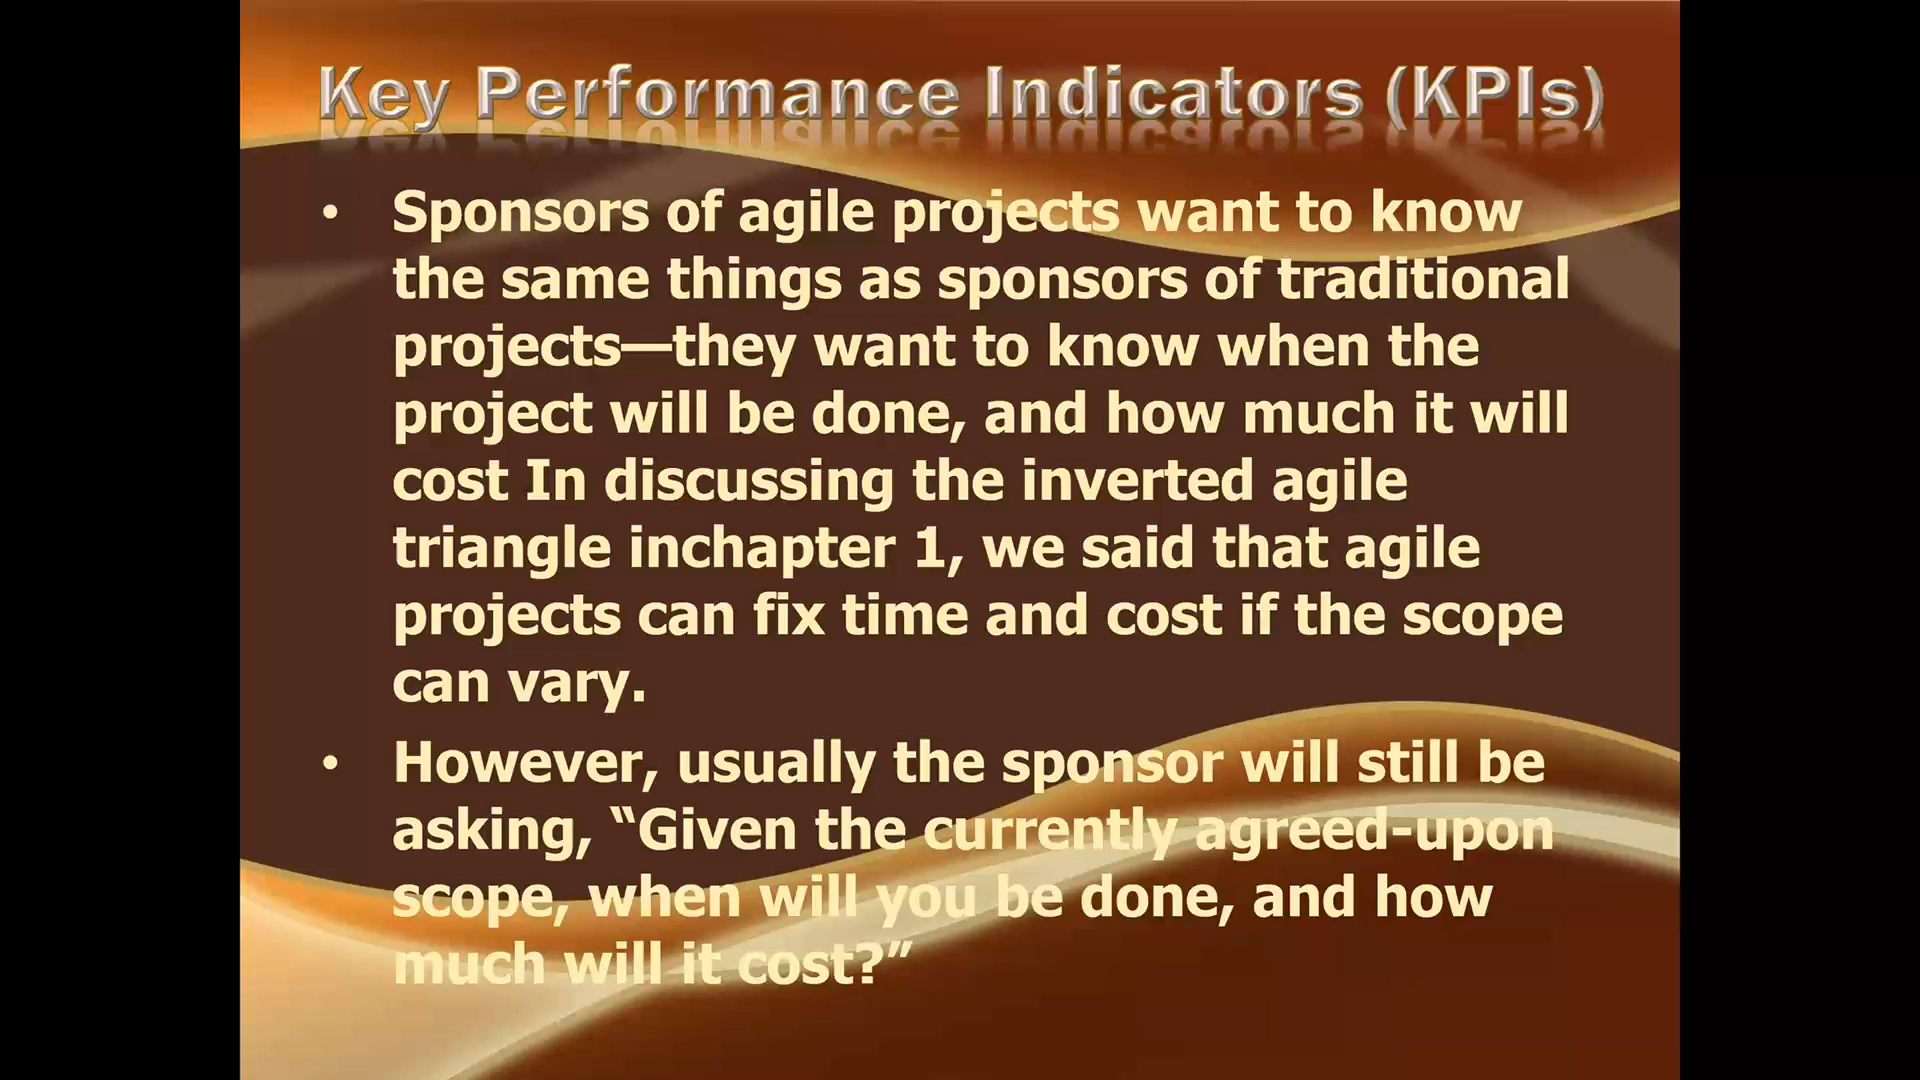 Key Performance Indicators (KPIs)
• Sponsors of agile projects want to know
the same things as sponsors of traditional
projects—they want to know when the
project will be done, and how much it will
cost In discussing the inverted agile
triangle inchapter 1, we said that agile
projects can fix time and cost if the scope
can vary.
• However, usually the sponsor will still be
asking, “Given the currently agreed-upon
scope, when will you be done, and how
much will it cost?”